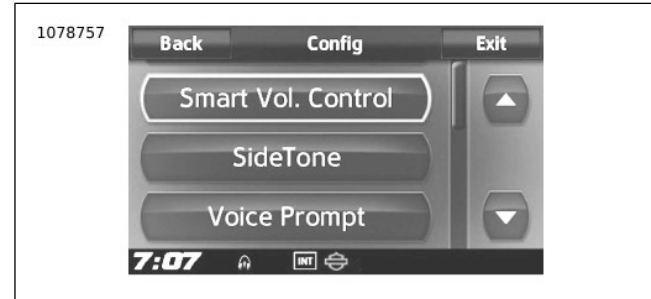 1078757
Back Config Exit
Smart Vol. Control
SideTone
Voice Prompt
7:07 INT